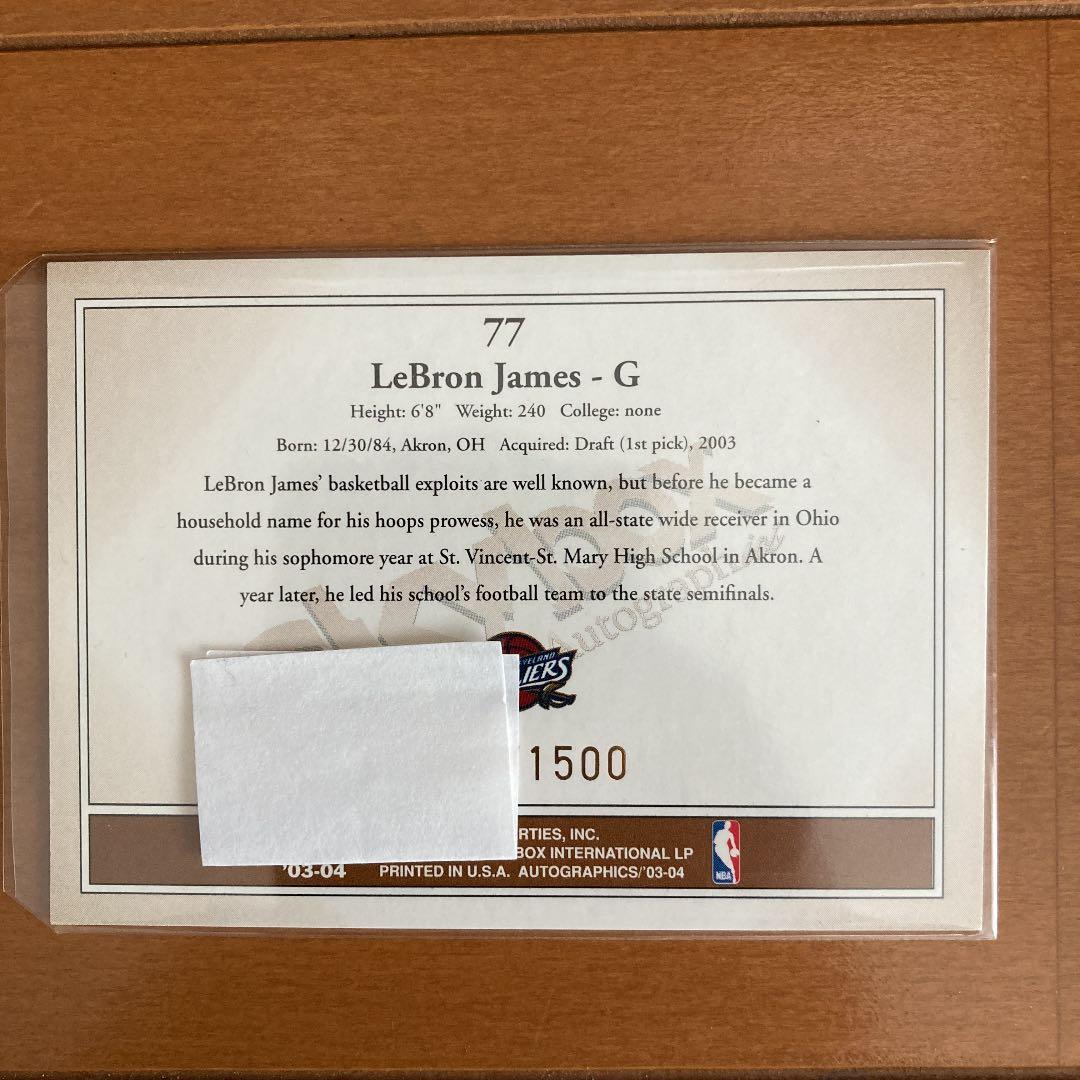 77
LeBron James - G
Height: 6'8" Weight: 240 College: none
Born: 12/30/84, Akron, OH Acquired: Draft (1st pick), 2003
LeBron James' basketball exploits are well known, but before he became a
household name for his hoops prowess, he was an all-state wide receiver in Ohio
during his sophomore year at St. Vincent-St. Mary High School in Akron. A
year later, he led his school's football team to the state semifinals.
skybox
Autographics
1500
RTIES, INC.
BOX INTERNATIONAL LP
'03-04 PRINTED IN U.S.A. AUTOGRAPHICS/'03-04
NBA